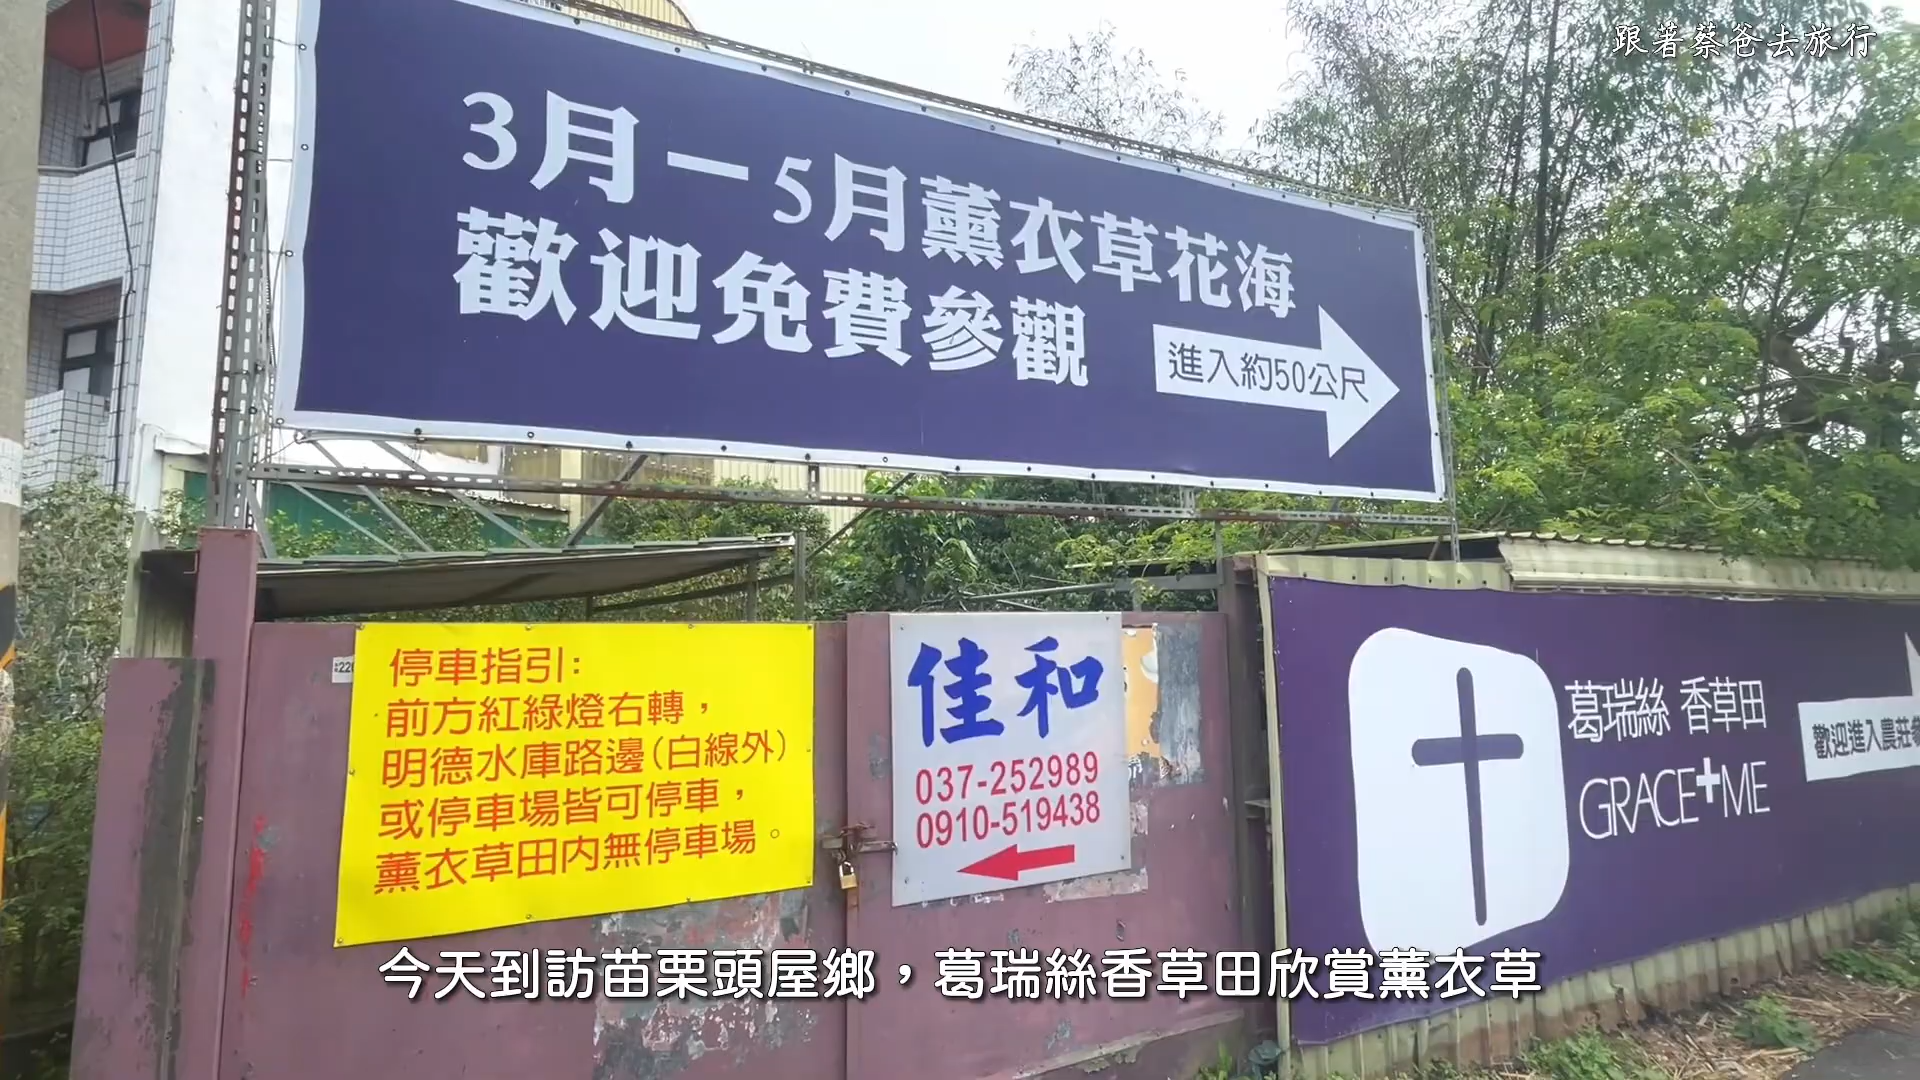 跟著蔡爸去旅行
3月－5月薰衣草花海
歡迎免費參觀
進入約50公尺
停車指引:
前方紅綠燈右轉，
明德水庫路邊(白線外)
或停車場皆可停車，
薰衣草田內無停車場。
佳和
037-252989
0910-519438
葛瑞絲 香草田
GRACE+ME
歡迎進入農莊
今天到訪苗栗頭屋鄉，葛瑞絲香草田欣賞薰衣草